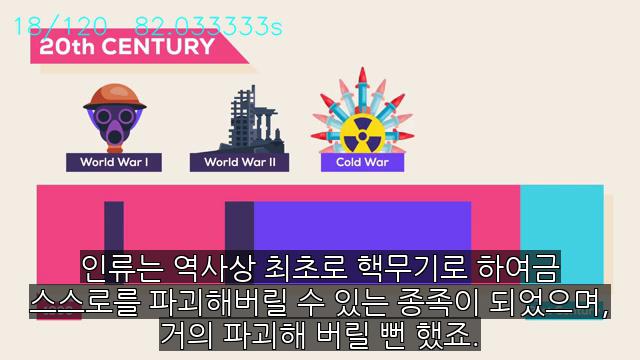 18/120 82.033333s
20th CENTURY
World War I
World War II
Cold War
인류는 역사상 최초로 핵무기로 하여금
스스로를 파괴해버릴 수 있는 종족이 되었으며,
거의 파괴해 버릴 뻔 했죠.